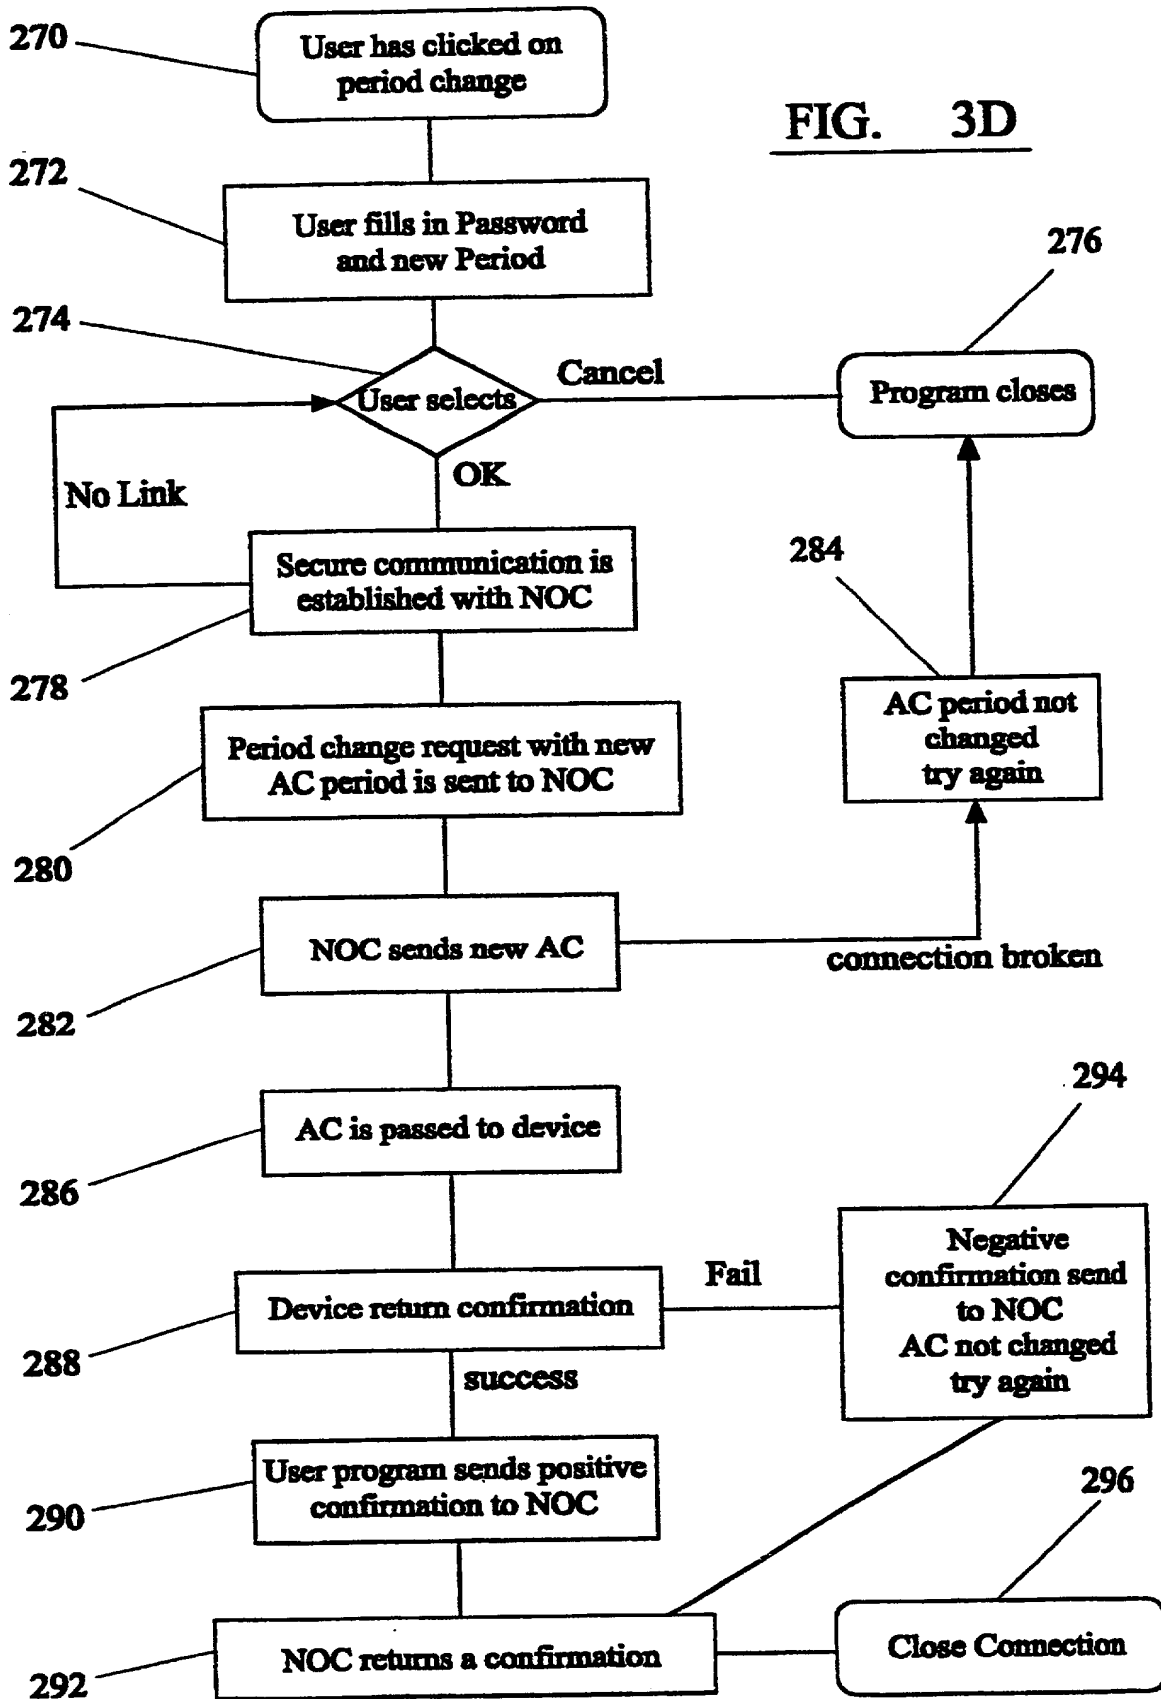 270
User has clicked on
period change
FIG. 3D
272
User fills in Password
and new Period
276
274
Cancel
User selects
Program closes
OK
No Link
284
Secure communication is
established with NOC
278
AC period not
changed
try again
Period change request with new
AC period is sent to NOC
280
NOC sends new AC
connection broken
282
294
AC is passed to device
286
Negative
confirmation send
to NOC
AC not changed
try again
Fail
Device return confirmation
288
success
User program sends positive
confirmation to NOC
290
296
NOC returns a confirmation
Close Connection
292